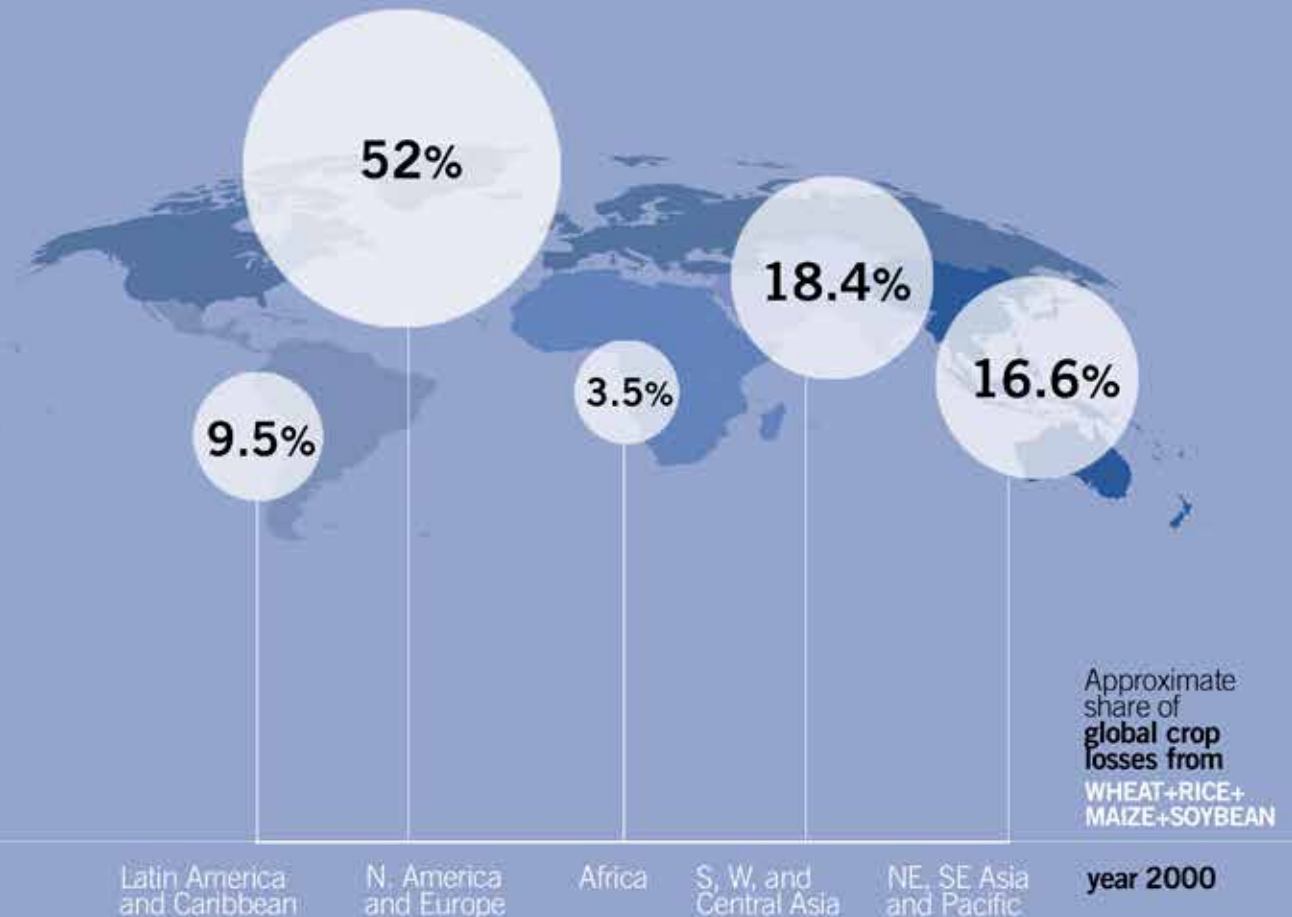 52%
18.4%
16.6%
3.5%
9.5%
Approximate
share of
global crop
losses from
WHEAT+RICE+
MAIZE+SOYBEAN
Latin America
and Caribbean
N. America
and Europe
Africa
S, W, and
Central Asia
NE, SE Asia
and Pacific
year 2000